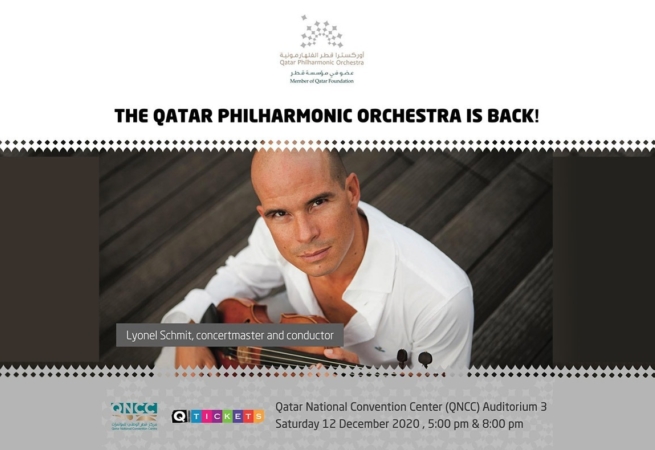 أوركسترا قطر الفلهارمونية
Qatar Philharmonic Orchestra
عضو في مؤسسة قطر
Member of Qatar Foundation
THE QATAR PHILHARMONIC ORCHESTRA IS BACK!
Lyonel Schmit, concertmaster and conductor
QNCC
Q TICKETS
Qatar National Convention Center (QNCC) Auditorium 3
Saturday 12 December 2020 , 5:00 pm & 8:00 pm